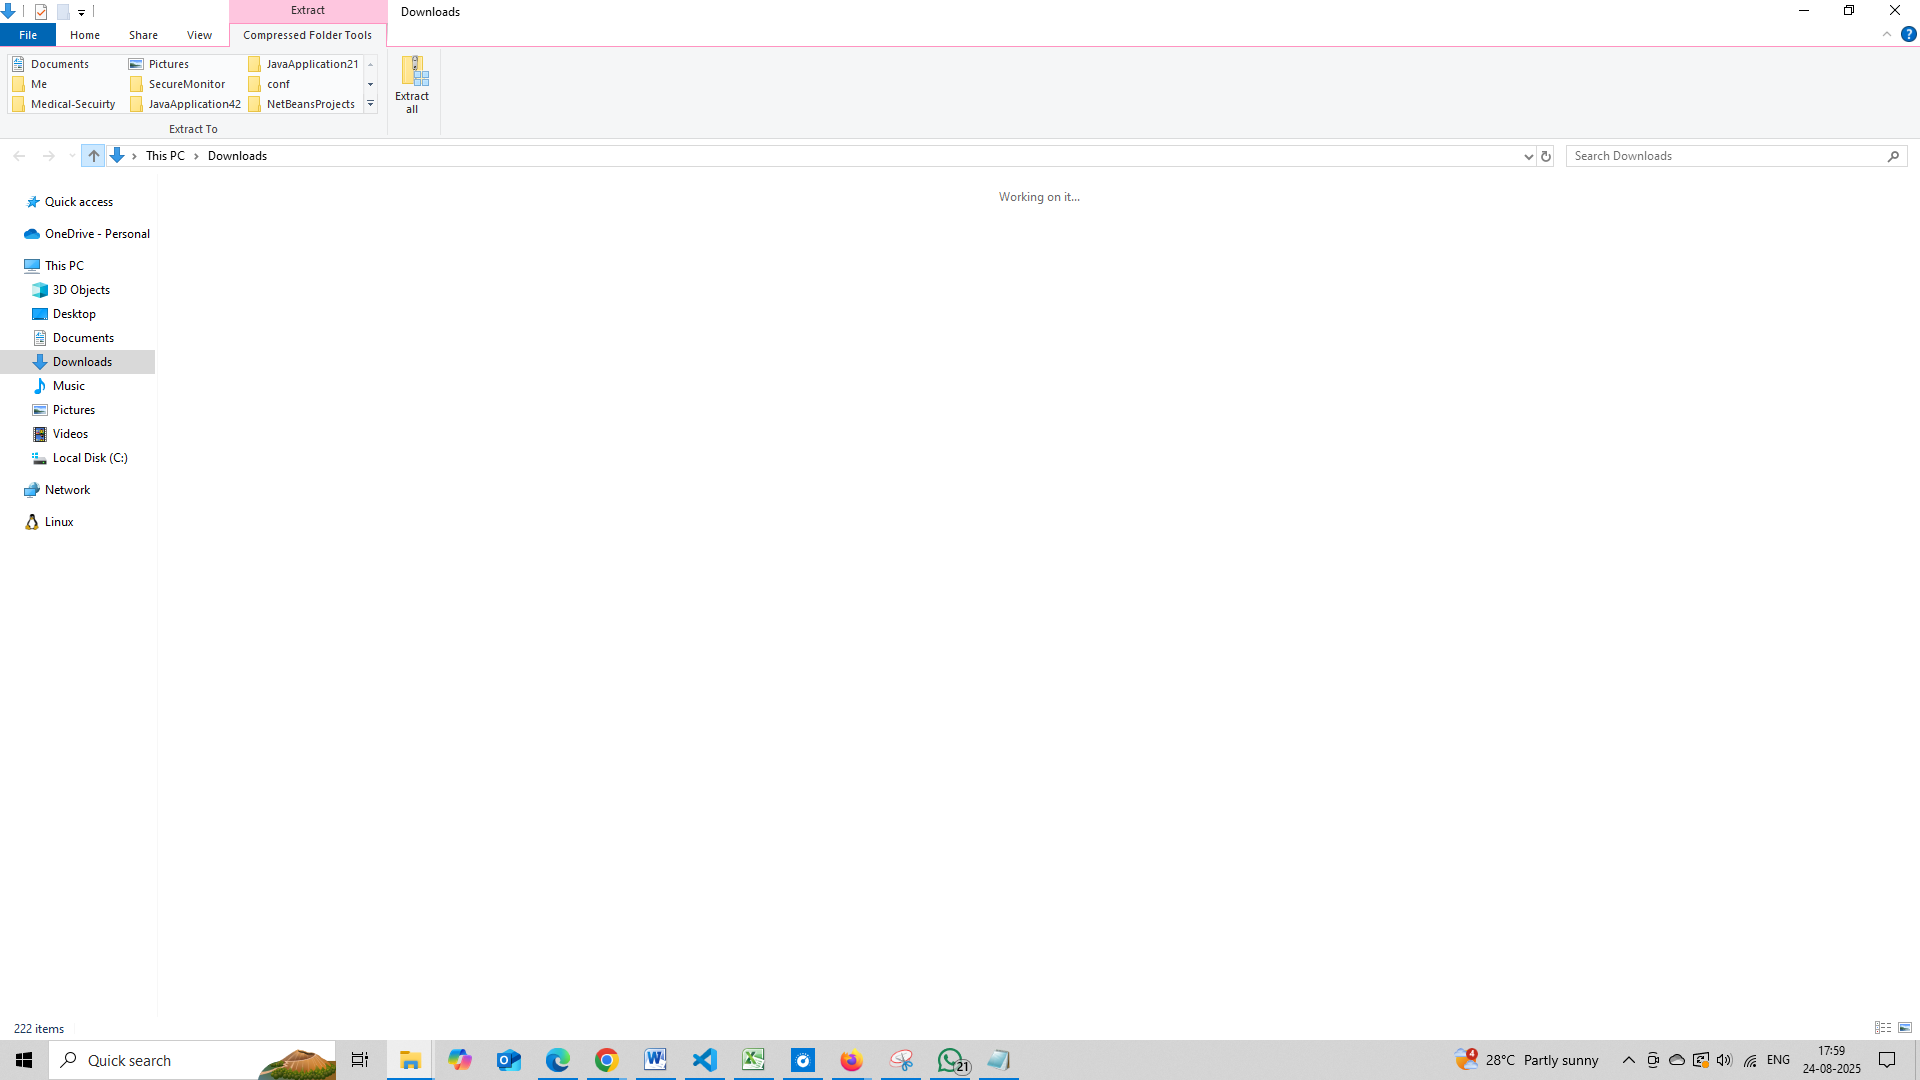 Extract
Downloads
File
Home
Share
View
Compressed Folder Tools
Documents
Pictures
JavaApplication21
Me
SecureMonitor
conf
Medical-Secuirty
JavaApplication42
NetBeansProjects
Extract all
Extract To
This PC
Downloads
Search Downloads
Working on it...
Quick access
OneDrive - Personal
This PC
3D Objects
Desktop
Documents
Downloads
Music
Pictures
Videos
Local Disk (C:)
Network
Linux
222 items
Quick search
21
4
28°C Partly sunny
ENG
17:59
24-08-2025